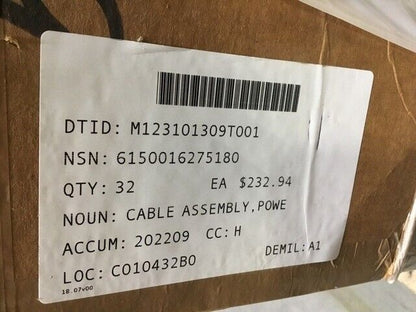 DTID: M123101309T001
NSN: 6150016275180
QTY: 32 EA $232.94
NOUN: CABLE ASSEMBLY,POWE
ACCUM: 202209 CC: H
DEMIL: A1
LOC: C010432B0
18.07v00